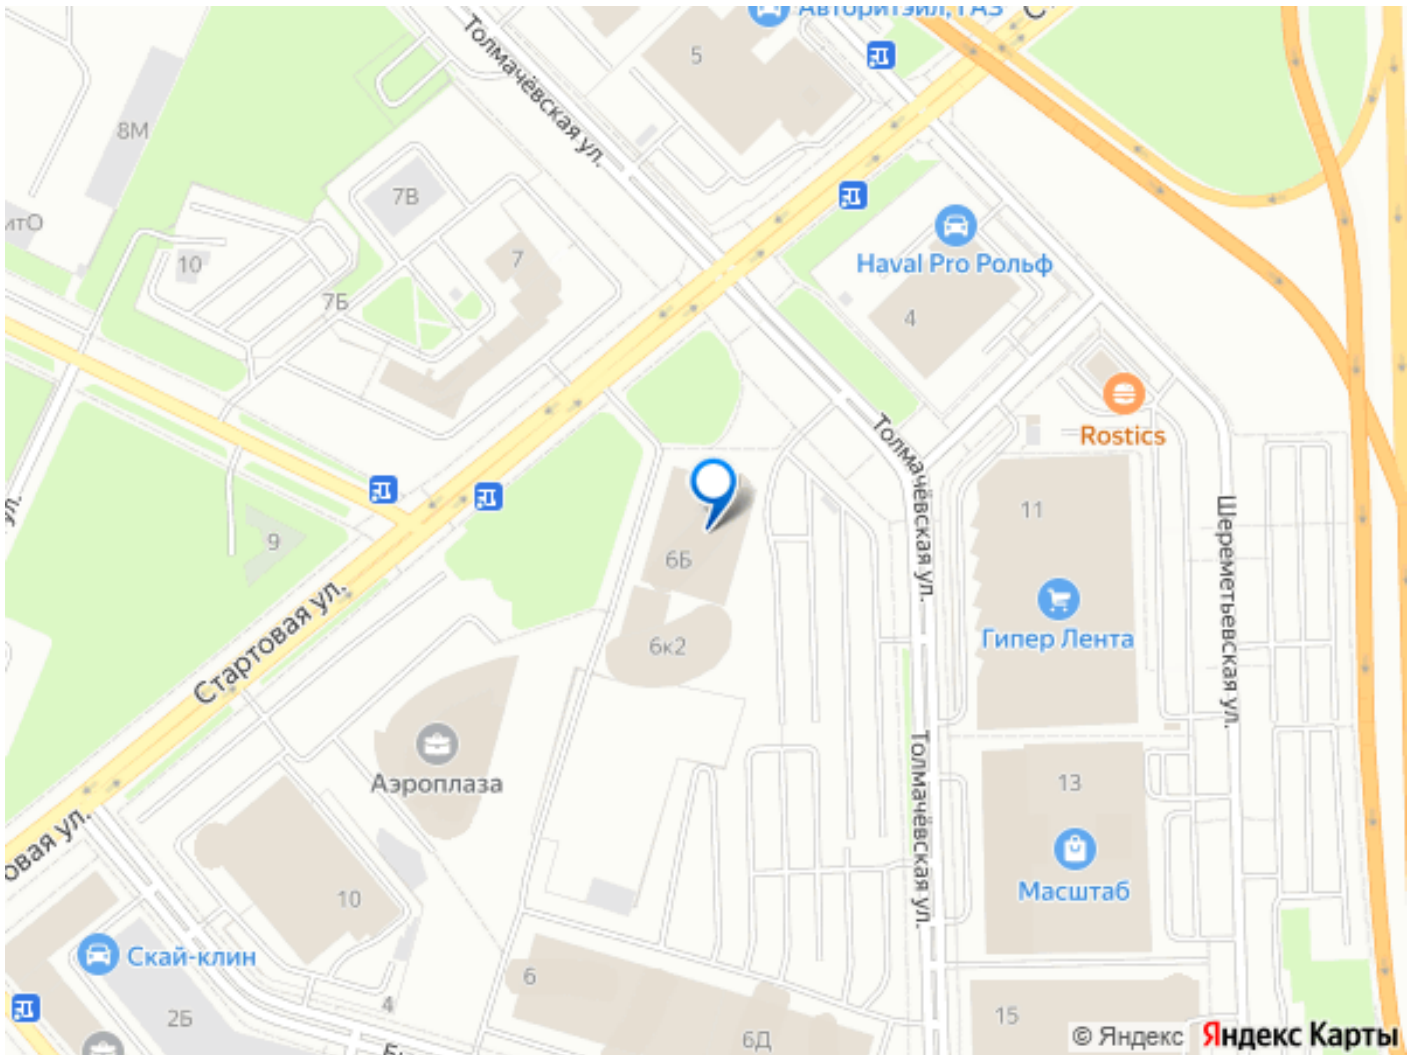 Авторитэйл, ГАЗ
Толмачёвская ул.
5
8М
7В
10
7
7Б
Haval Pro Рольф
4
Rostics
Толмачёвская ул.
11
Шереметьевская ул.
9
6Б
Гипер Лента
6к2
Стартовая ул.
Аэроплаза
Толмачёвская ул.
13
Масштаб
10
Скай-клин
6
4
2Б
15
6Д
© Яндекс
Яндекс Карты